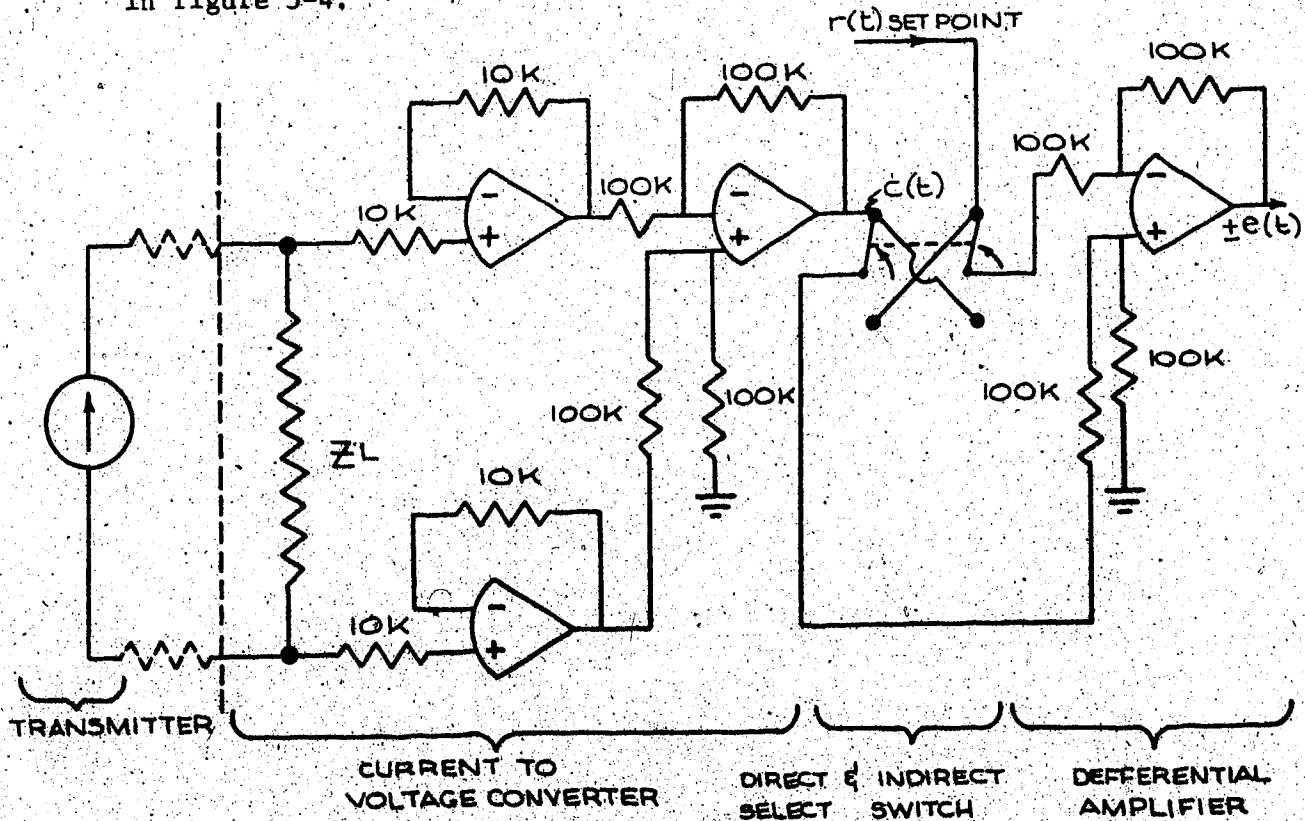 in figure 3-4.
r(t) SET POINT
10K
100K
100K
100K
100K
10K
c(t)
-
+
-
+
-
+
±e(t)
ZL
100K
100K
100K
100K
10K
10K
-
+
TRANSMITTER
CURRENT TO
VOLTAGE CONVERTER
DIRECT & INDIRECT
SELECT SWITCH
DEFFERENTIAL
AMPLIFIER